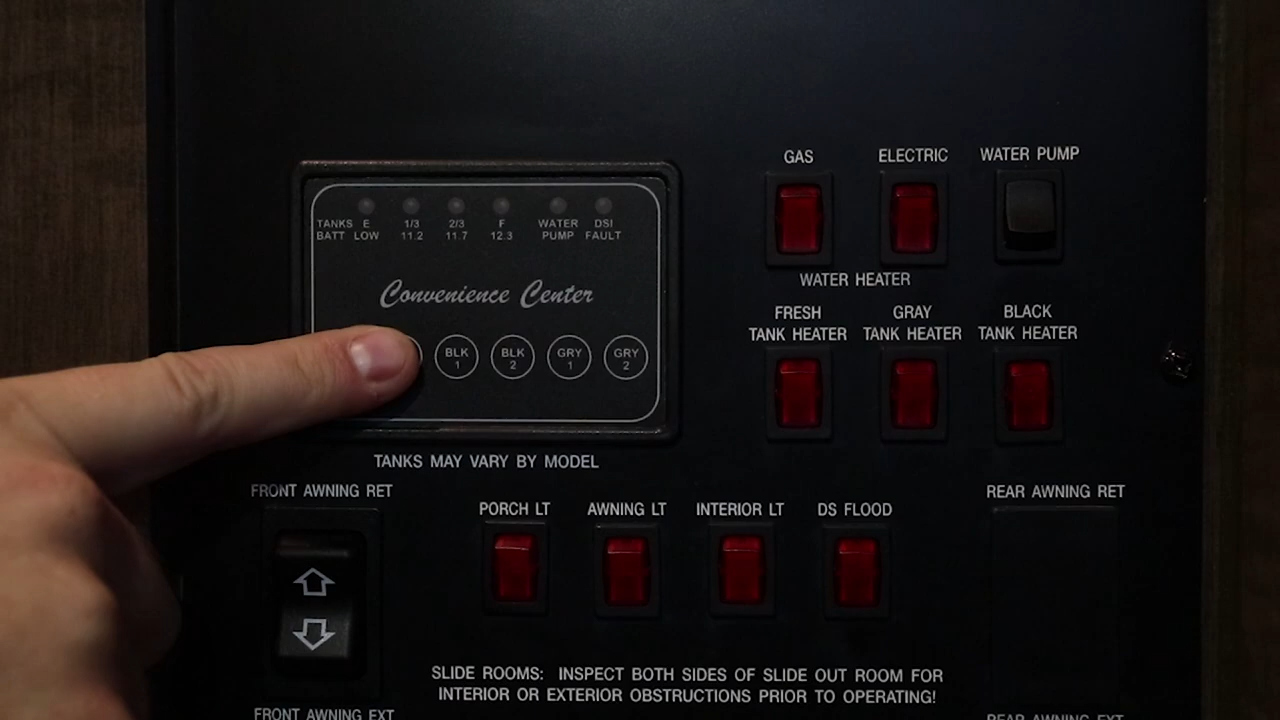 GAS
ELECTRIC
WATER PUMP
TANKS E 1/3 2/3 F WATER DSI
BATT LOW 11.2 11.7 12.3 PUMP FAULT
WATER HEATER
Convenience Center
FRESH
TANK HEATER
GRAY
TANK HEATER
BLACK
TANK HEATER
BLK
1
BLK
2
GRY
1
GRY
2
TANKS MAY VARY BY MODEL
FRONT AWNING RET
PORCH LT
AWNING LT
INTERIOR LT
DS FLOOD
REAR AWNING RET
SLIDE ROOMS: INSPECT BOTH SIDES OF SLIDE OUT ROOM FOR
INTERIOR OR EXTERIOR OBSTRUCTIONS PRIOR TO OPERATING!
FRONT AWNING EXT
REAR AWNING EXT